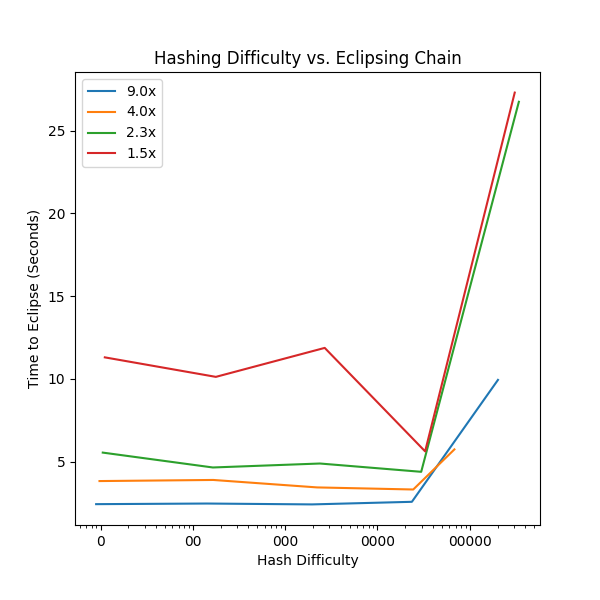 Hashing Difficulty vs. Eclipsing Chain
9.0x
4.0x
2.3x
1.5x
25
20
15
10
5
Time to Eclipse (Seconds)
0 00 000 0000 00000
Hash Difficulty